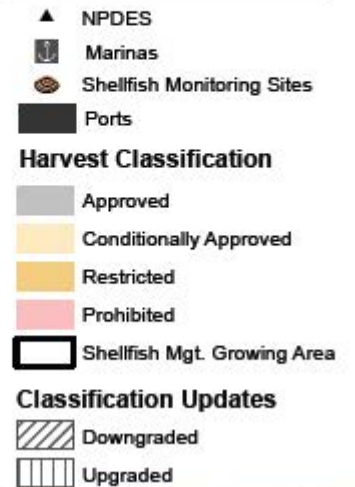 NPDES
Marinas
Shellfish Monitoring Sites
Ports
Harvest Classification
Approved
Conditionally Approved
Restricted
Prohibited
Shellfish Mgt. Growing Area
Classification Updates
Downgraded
Upgraded